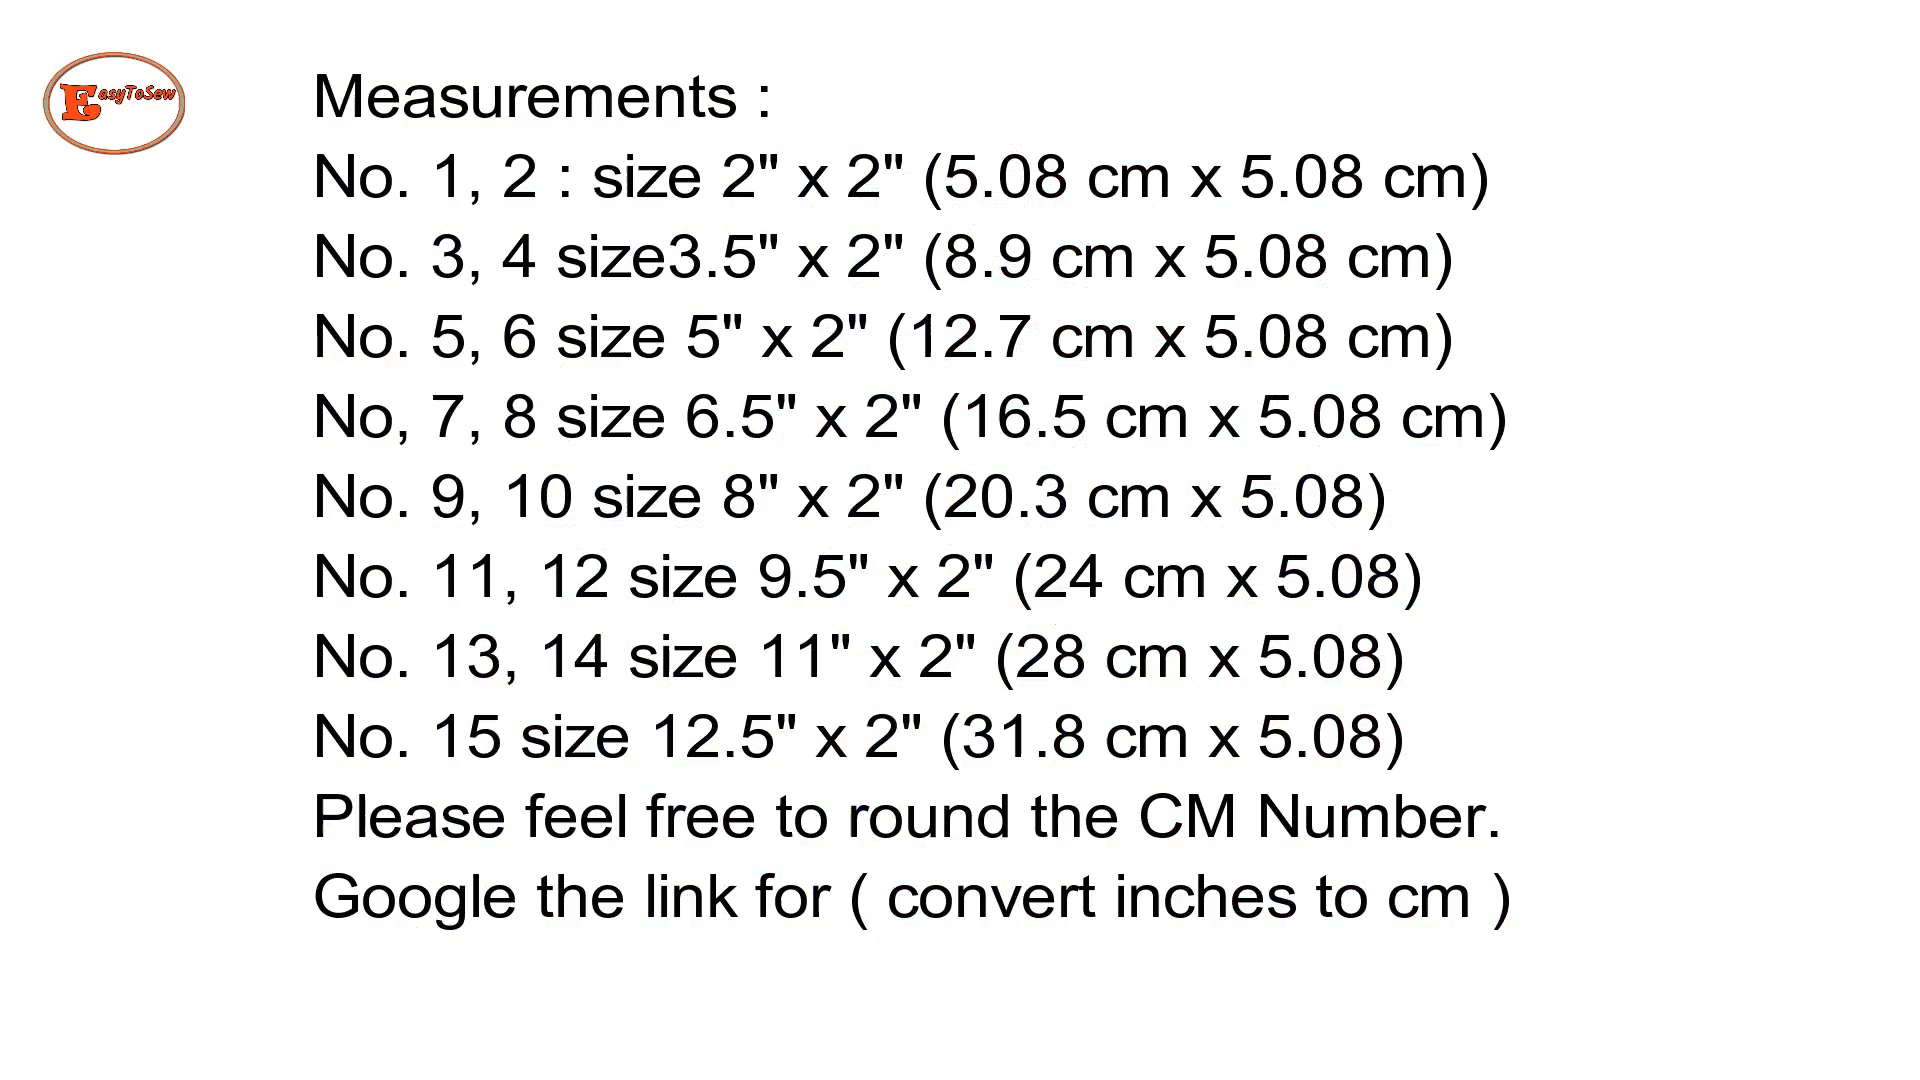 EasyToSew
Measurements :
No. 1, 2 : size 2" x 2" (5.08 cm x 5.08 cm)
No. 3, 4 size3.5" x 2" (8.9 cm x 5.08 cm)
No. 5, 6 size 5" x 2" (12.7 cm x 5.08 cm)
No, 7, 8 size 6.5" x 2" (16.5 cm x 5.08 cm)
No. 9, 10 size 8" x 2" (20.3 cm x 5.08)
No. 11, 12 size 9.5" x 2" (24 cm x 5.08)
No. 13, 14 size 11" x 2" (28 cm x 5.08)
No. 15 size 12.5" x 2" (31.8 cm x 5.08)
Please feel free to round the CM Number.
Google the link for ( convert inches to cm )